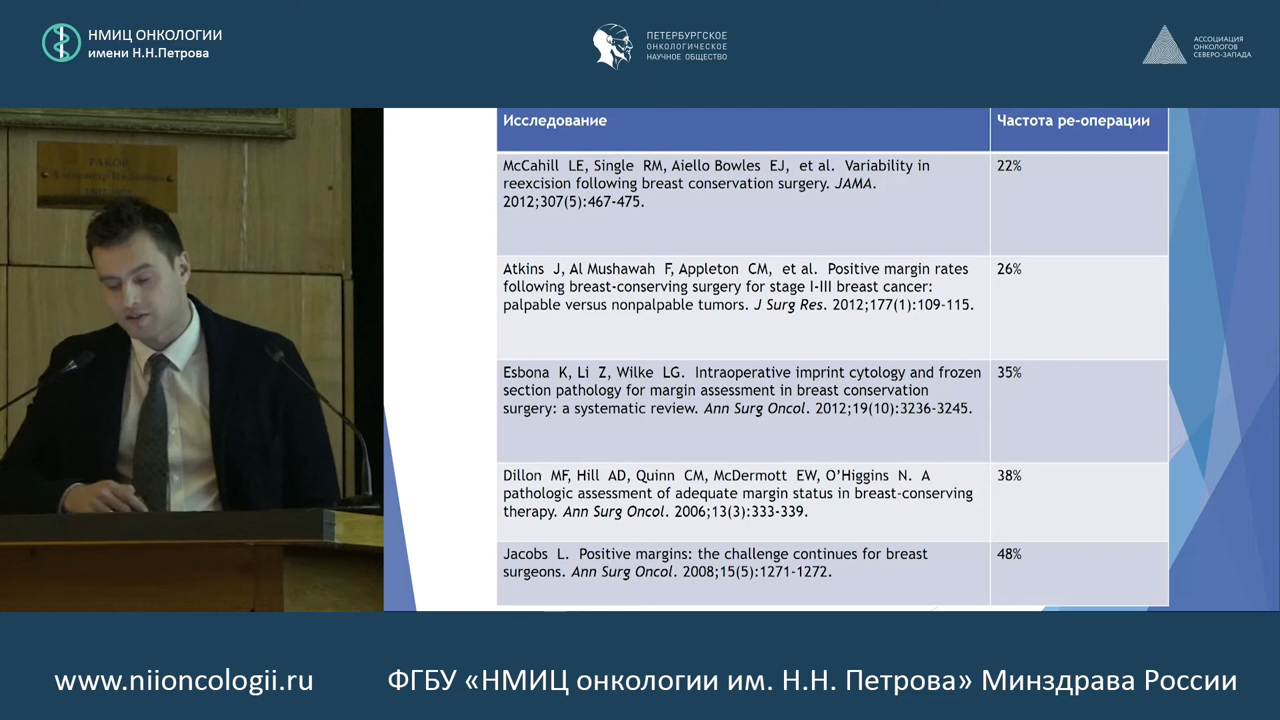 НМИЦ ОНКОЛОГИИ
имени Н.Н.Петрова
ПЕТЕРБУРГСКОЕ
ОНКОЛОГИЧЕСКОЕ
НАУЧНОЕ ОБЩЕСТВО
АССОЦИАЦИЯ
ОНКОЛОГОВ
СЕВЕРО-ЗАПАДА
Исследование
Частота ре-операции
McCahill LE, Single RM, Aiello Bowles EJ, et al. Variability in
reexcision following breast conservation surgery. JAMA.
2012;307(5):467-475.
22%
Atkins J, Al Mushawah F, Appleton CM, et al. Positive margin rates
following breast-conserving surgery for stage I-III breast cancer:
palpable versus nonpalpable tumors. J Surg Res. 2012;177(1):109-115.
26%
Esbona K, Li Z, Wilke LG. Intraoperative imprint cytology and frozen
section pathology for margin assessment in breast conservation
surgery: a systematic review. Ann Surg Oncol. 2012;19(10):3236-3245.
35%
Dillon MF, Hill AD, Quinn CM, McDermott EW, O’Higgins N. A
pathologic assessment of adequate margin status in breast-conserving
therapy. Ann Surg Oncol. 2006;13(3):333-339.
38%
Jacobs L. Positive margins: the challenge continues for breast
surgeons. Ann Surg Oncol. 2008;15(5):1271-1272.
48%
www.niioncologii.ru
ФГБУ «НМИЦ онкологии им. Н.Н. Петрова» Минздрава России